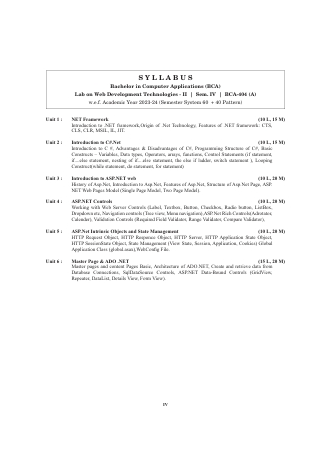 SYLLABUS
Bachelor in Computer Applications (BCA)
Lab on Web Development Technologies - II | Sem. IV | BCA-404 (A)
w.e.f. Academic Year 2023-24 (Semester System 60 + 40 Pattern)
Unit 1 : NET Framework (10 L, 15 M)
Introduction to .NET framework,Origin of .Net Technology, Features of .NET framework: CTS,
CLS, CLR, MSIL, IL, JIT.
Unit 2 : Introduction to C#.Net (10 L, 20 M)
Introduction to C #, Advantages & Disadvantages of C#, Programming Structure of C#, Basic
Constructs - Variables, Data types, Operators, arrays, functions, Control Statements (if statement,
if…else statement, nesting of if… else statement, the else if ladder, switch statement ), Looping
Constructs(while statement, do statement, for statement)
Unit 3 : Introduction to ASP.NET web (10 L, 20 M)
History of Asp.Net, Introduction to Asp.Net, Features of Asp.Net, Structure of Asp.Net Page, ASP.
NET Web Pages Model (Single Page Model, Two Page Model).
Unit 4 : ASP.NET Controls (10 L, 20 M)
Working with Web Server Controls (Label, Textbox, Button, Checkbox, Radio button, ListBox,
Dropdown etc, Navigation controls (Tree view, Menu navigation) ASP.Net Rich Controls(Adrotator,
Calendar), Validation Controls (Required Field Validator, Range Validator, Compare Validator).
Unit 5 : ASP.Net Intrinsic Objects and State Management (10 L, 20 M)
HTTP Request Object, HTTP Response Object, HTTP Server, HTTP Application State Object,
HTTP SessionState Object, State Management (View State, Session, Application, Cookies) Global
Application Class (global.asax),Web Config File.
Unit 6 : Master Page & ADO .NET (15 L, 20 M)
Master pages and content Pages Basic, Architecture of ADO.NET, Create and retrieve data from
Database Connections, SqlDataSource Controls, ASP.NET Data-Bound Controls (GridView,
Repeater, DataList, Details View, Form View).
IV